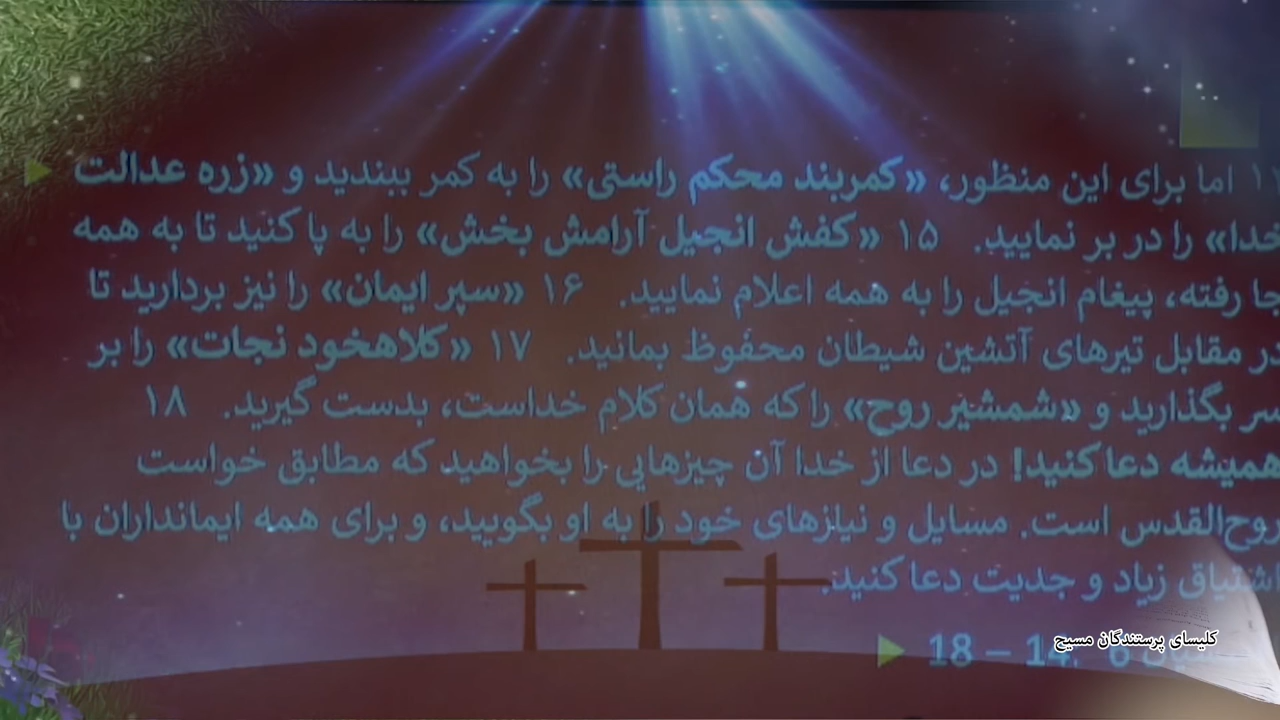 اما برای این منظور، «کمربند محکم راستی» را به کمر ببندید و «زره عدالت
خدا» را در بر نمایید. ۱۵ «کفش انجیل آرامش بخش» را به پا کنید تا به همه
جا رفته، پیغام انجیل را به همه اعلام نمایید. ۱۶ «سپر ایمان» را نیز بردارید تا
در مقابل تیرهای آتشین شیطان محفوظ بمانید. ۱۷ «کلاهخود نجات» را بر
سر بگذارید و «شمشیر روح» را که همان کلام خداست، بدست گیرید. ۱۸
همیشه دعا کنید! در دعا از خدا آن چیزهایی را بخواهید که مطابق خواست
روح‌القدس است. مسایل و نیازهای خود را به او بگویید، و برای همه ایمانداران با
اشتیاق زیاد و جدیت دعا کنید.
6 :14 – 18
کلیسای پرستندگان مسیح